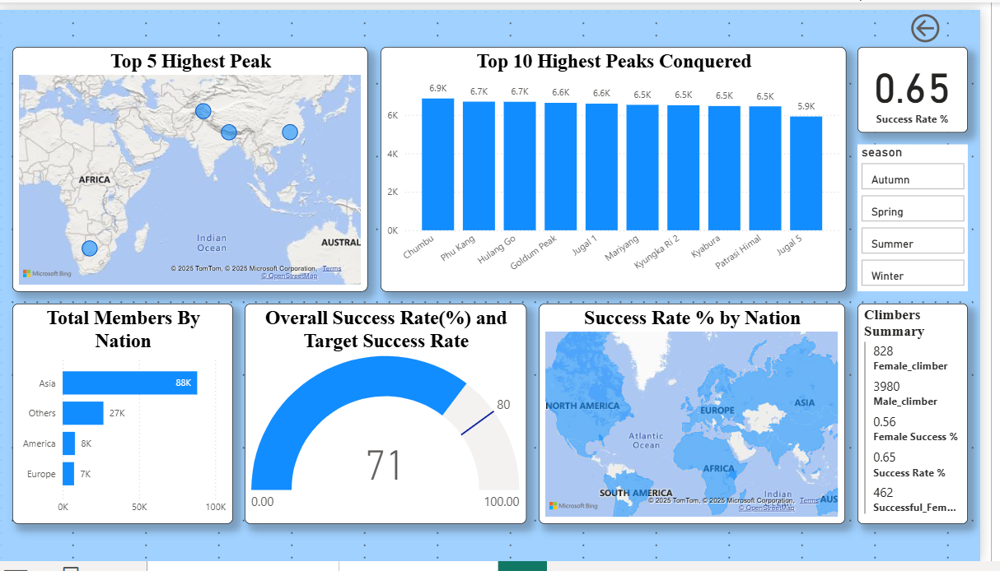 Top 5 Highest Peak
AFRICA
Indian
Ocean
AUSTRAL
© 2025 TomTom, © 2025 Microsoft Corporation, Terms
© OpenStreetMap
Microsoft Bing
Top 10 Highest Peaks Conquered
6.9K 6.7K 6.7K 6.6K 6.6K 6.5K 6.5K 6.5K 6.5K 5.9K
6K
4K
2K
0K
Chumbu Phu Kang Hulang Go Goldum Peak Jugal 1 Mariyang Kyungka Ri 2 Kyabura Patrasi Himal Jugal 5
0.65
Success Rate %
season
Autumn
Spring
Summer
Winter
Total Members By
Nation
Asia 88K
Others 27K
America 8K
Europe 7K
0K 50K 100K
Overall Success Rate(%) and
Target Success Rate
80
71
0.00 100.00
Success Rate % by Nation
NORTH AMERICA
EUROPE
ASIA
Atlantic
Ocean
AFRICA
SOUTH AMERICA
Indian
Ocean
AUS
© 2025 TomTom, © 2025 Microsoft Corporation, Terms
© OpenStreetMap
Microsoft Bing
Climbers
Summary
828
Female_climber
3980
Male_climber
0.56
Female Success %
0.65
Success Rate %
462
Successful_Fem...